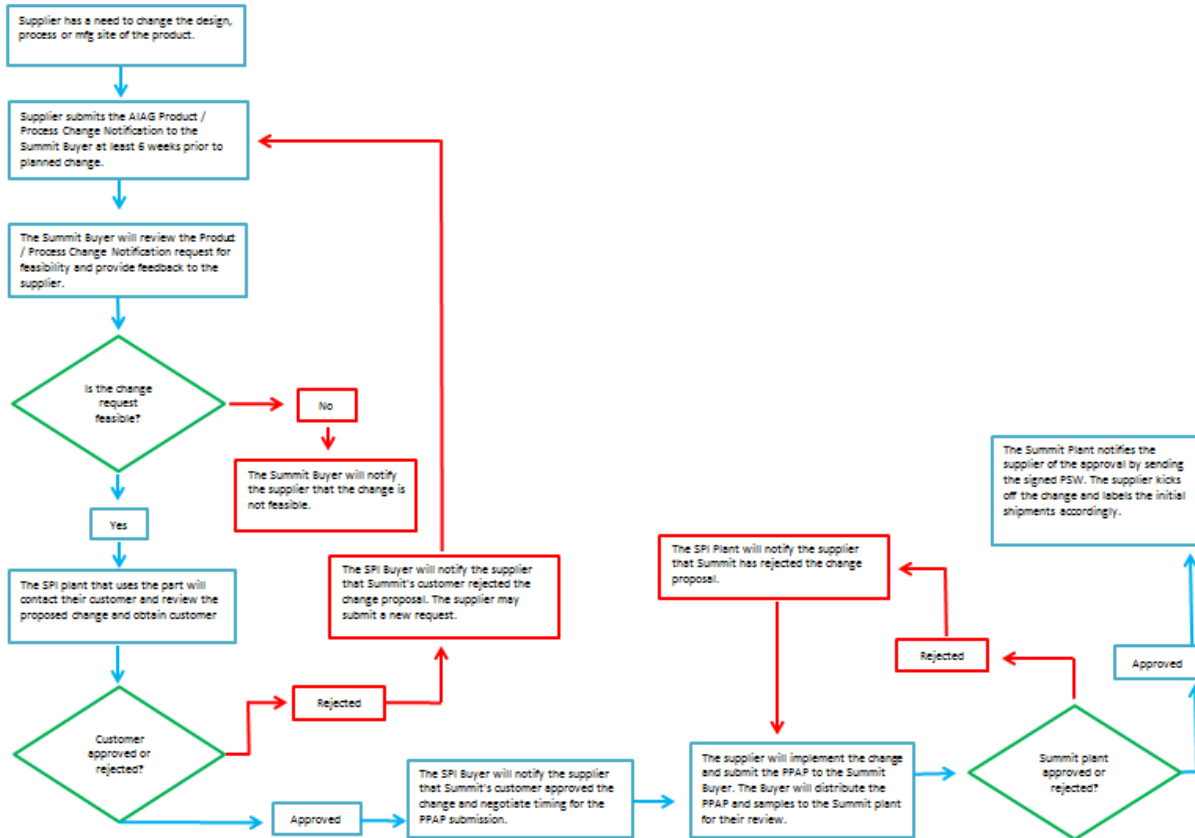 Supplier has a need to change the design,
process or mfg site of the product.
Supplier submits the AIAG Product /
Process Change Notification to the
Summit Buyer at least 6 weeks prior to
planned change.
The Summit Buyer will review the Product
/ Process Change Notification request for
feasibility and provide feedback to the
supplier.
Is the change
request
feasible?
No
The Summit Buyer will notify
the supplier that the change is
not feasible.
Yes
The SPI plant that uses the part will
contact their customer and review the
proposed change and obtain customer
Customer
approved or
rejected?
Rejected
The SPI Buyer will notify the supplier
that Summit's customer rejected the
change proposal. The supplier may
submit a new request.
Approved
The SPI Buyer will notify the supplier
that Summit's customer approved the
change and negotiate timing for the
PPAP submission.
The supplier will implement the change
and submit the PPAP to the Summit
Buyer. The Buyer will distribute the
PPAP and samples to the Summit plant
for their review.
Summit plant
approved or
rejected?
Rejected
The SPI Plant will notify the supplier
that Summit has rejected the change
proposal.
Approved
The Summit Plant notifies the
supplier of the approval by sending
the signed PSW. The supplier kicks
off the change and labels the initial
shipments accordingly.